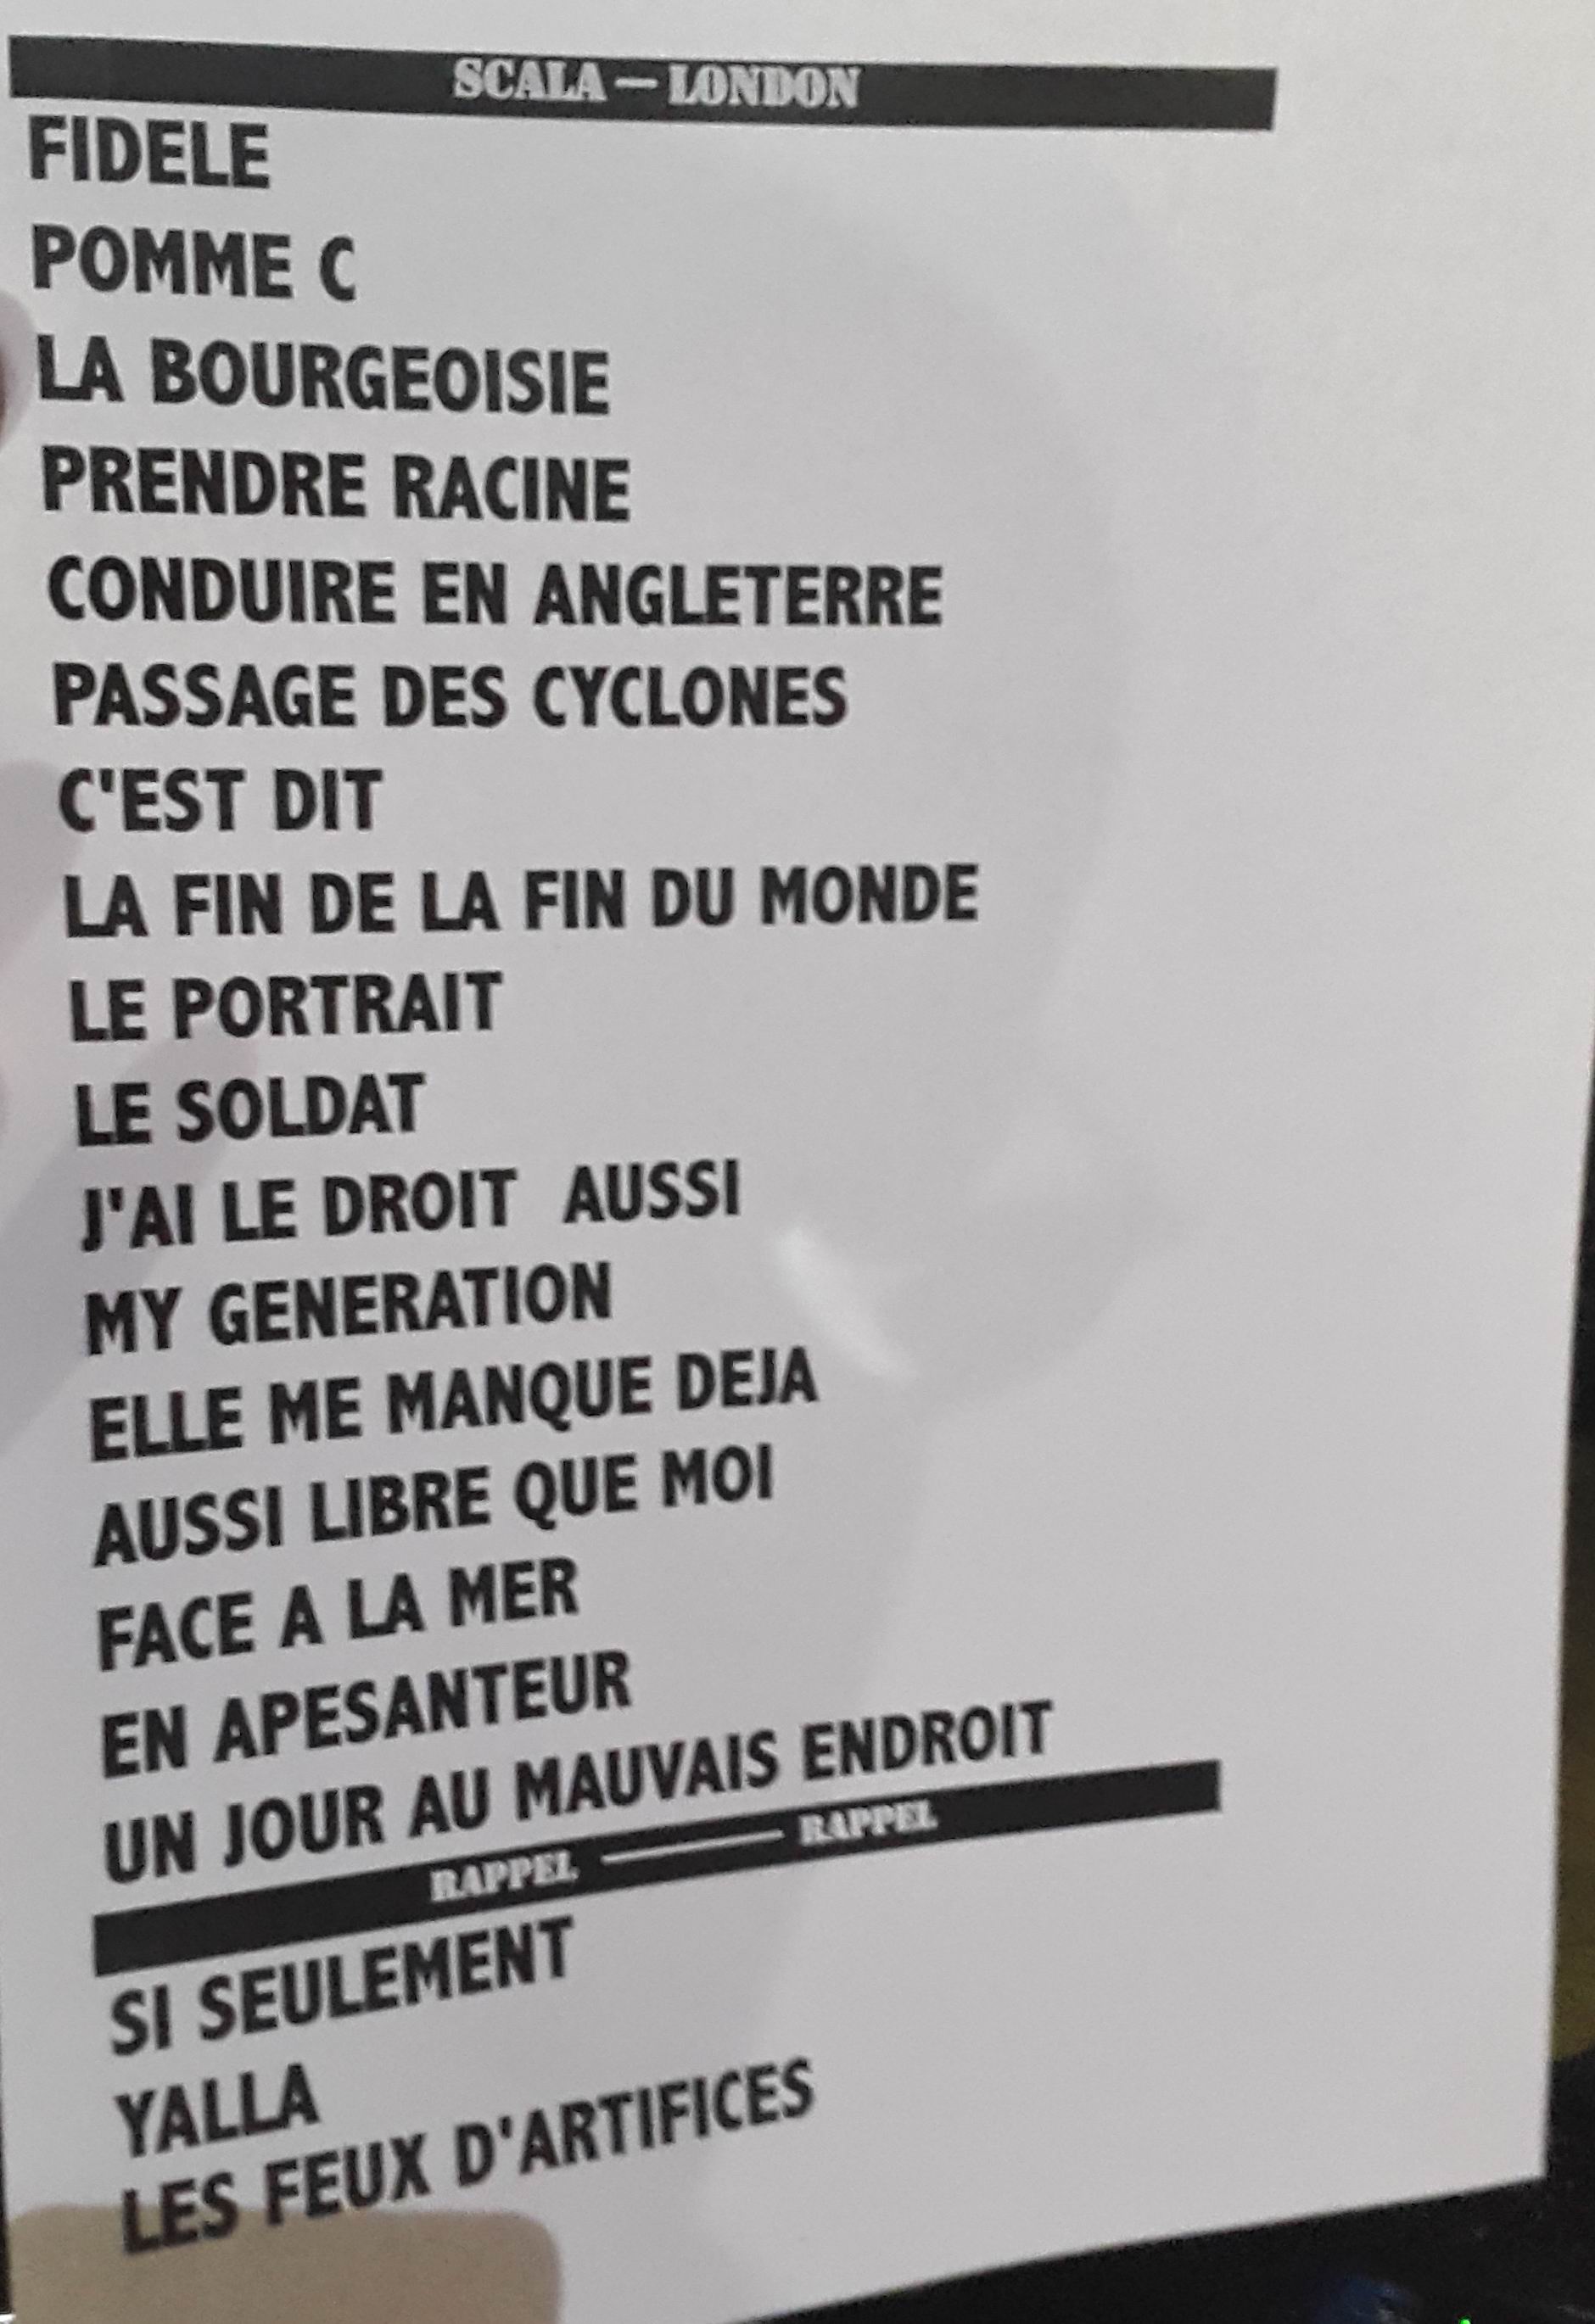 SCALA — LONDON
FIDELE
POMME C
LA BOURGEOISIE
PRENDRE RACINE
CONDUIRE EN ANGLETERRE
PASSAGE DES CYCLONES
C'EST DIT
LA FIN DE LA FIN DU MONDE
LE PORTRAIT
LE SOLDAT
J'AI LE DROIT  AUSSI
MY GENERATION
ELLE ME MANQUE DEJA
AUSSI LIBRE QUE MOI
FACE A LA MER
EN APESANTEUR
UN JOUR AU MAUVAIS ENDROIT
RAPPEL ——— RAPPEL
SI SEULEMENT
YALLA
LES FEUX D'ARTIFICES